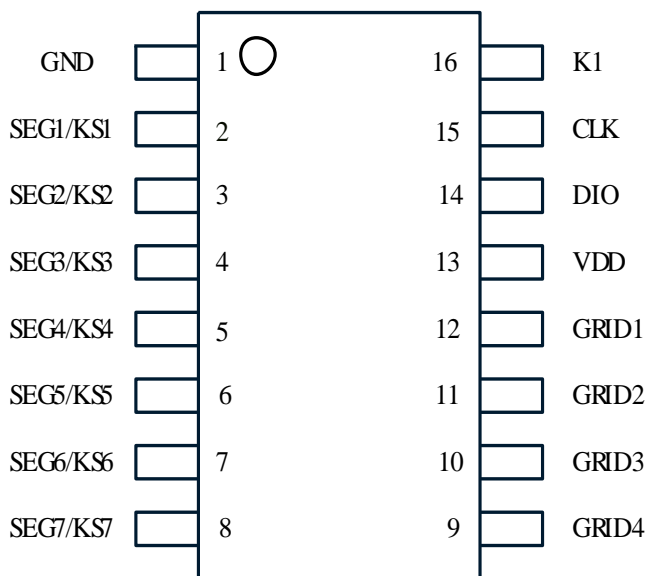 GND 1 16 K1
SEG1/KS1 2 15 CLK
SEG2/KS2 3 14 DIO
SEG3/KS3 4 13 VDD
SEG4/KS4 5 12 GRID1
SEG5/KS5 6 11 GRID2
SEG6/KS6 7 10 GRID3
SEG7/KS7 8 9 GRID4